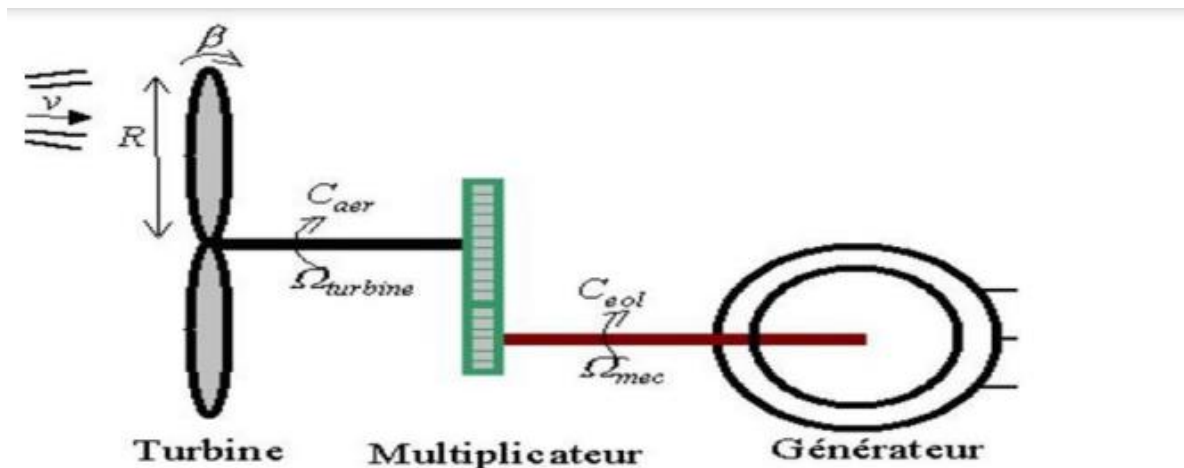 β
v
R
C_aer
Ω_turbine
C_eol
Ω_mec
Turbine Multiplicateur Générateur